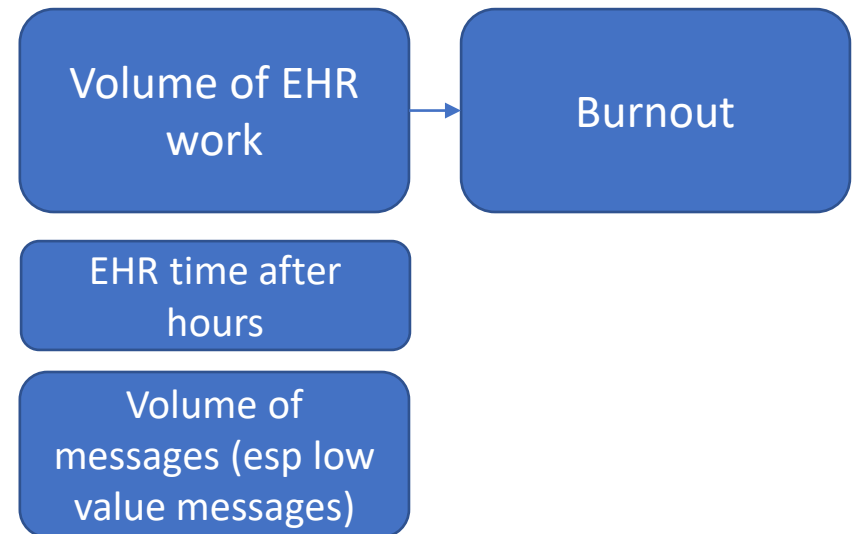 Volume of EHR
work
Burnout
EHR time after
hours
Volume of
messages (esp low
value messages)